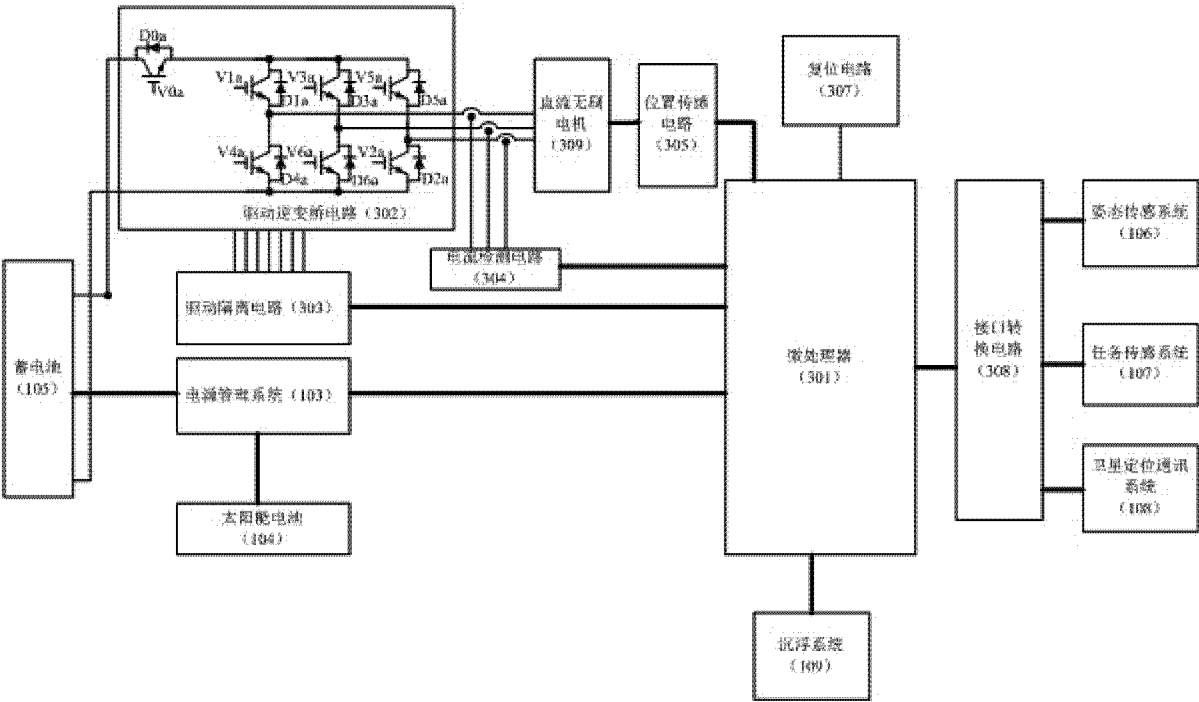 D0a
V0a
V1a
V3a
V5a
D1a
D3a
D5a
V4a
V6a
V2a
D4a
D6a
D2a
驱动逆变桥电路（302）
直流无刷
电机
（309）
位置传感
电路
（305）
复位电路
（307）
电流检测电路
（304）
驱动隔离电路（303）
蓄电池
（105）
电源管理系统（103）
太阳能电池
（104）
微处理器
（301）
接口转
换电路
（308）
姿态传感系统
（106）
任务传感系统
（107）
卫星定位通讯
系统
（108）
沉浮系统
（109）